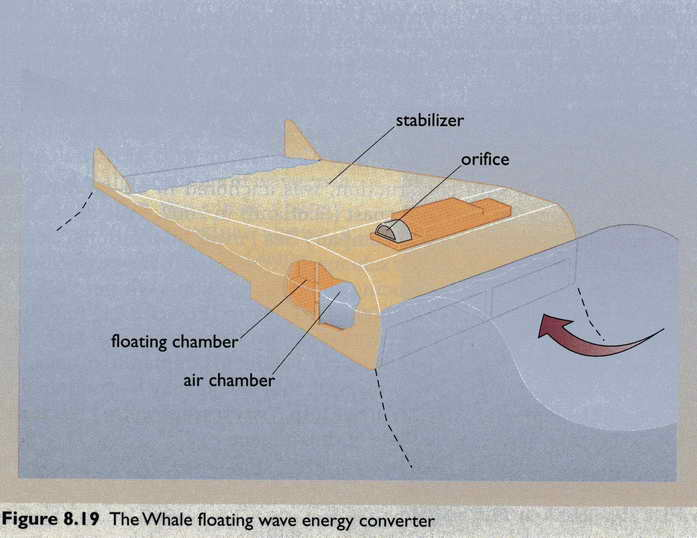 stabilizer
orifice
floating chamber
air chamber
Figure 8.19 The Whale floating wave energy converter